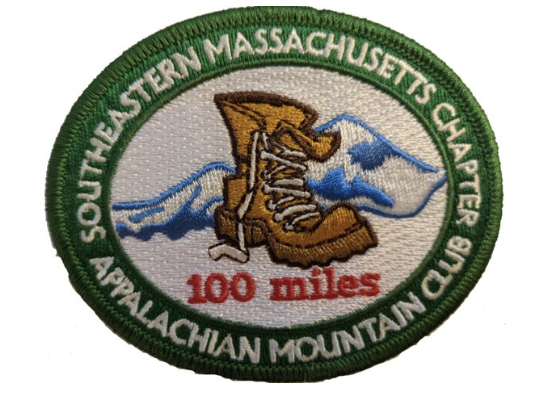 SOUTHEASTERN MASSACHUSETTS CHAPTER
100 miles
APPALACHIAN MOUNTAIN CLUB